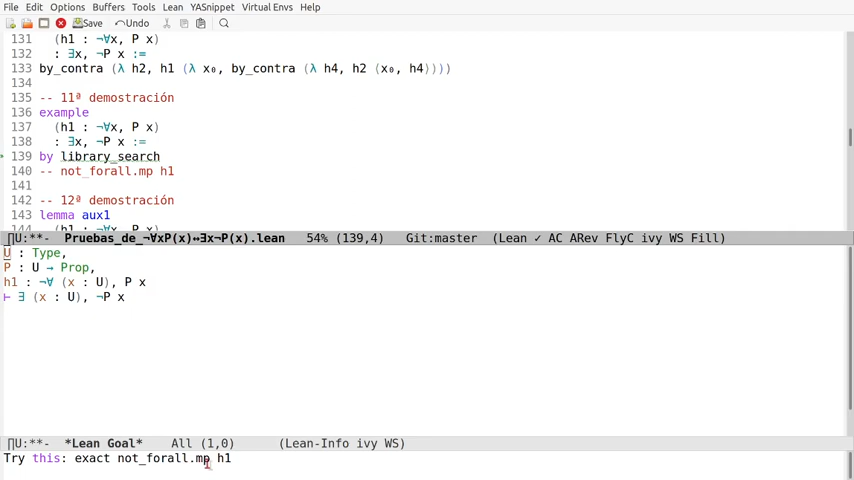 File Edit Options Buffers Tools Lean YASnippet Virtual Envs Help
Save Undo
131 (h1 : ¬∀x, P x)
132 : ∃x, ¬P x :=
133 by_contra (λ h2, h1 (λ x₀, by_contra (λ h4, h2 ⟨x₀, h4⟩)))
134
135 -- 11ª demostración
136 example
137 (h1 : ¬∀x, P x)
138 : ∃x, ¬P x :=
139 by library_search
140 -- not_forall.mp h1
141
142 -- 12ª demostración
143 lemma aux1
144 (h1 : ¬∀x, P x)
∏U:**- Pruebas_de_¬∀xP(x)↔∃x¬P(x).lean 54% (139,4) Git:master (Lean ✓ AC ARev FlyC ivy WS Fill)
U : Type,
P : U → Prop,
h1 : ¬∀ (x : U), P x
⊢ ∃ (x : U), ¬P x
∏U:**- *Lean Goal* All (1,0) (Lean-Info ivy WS)
Try this: exact not_forall.mp h1